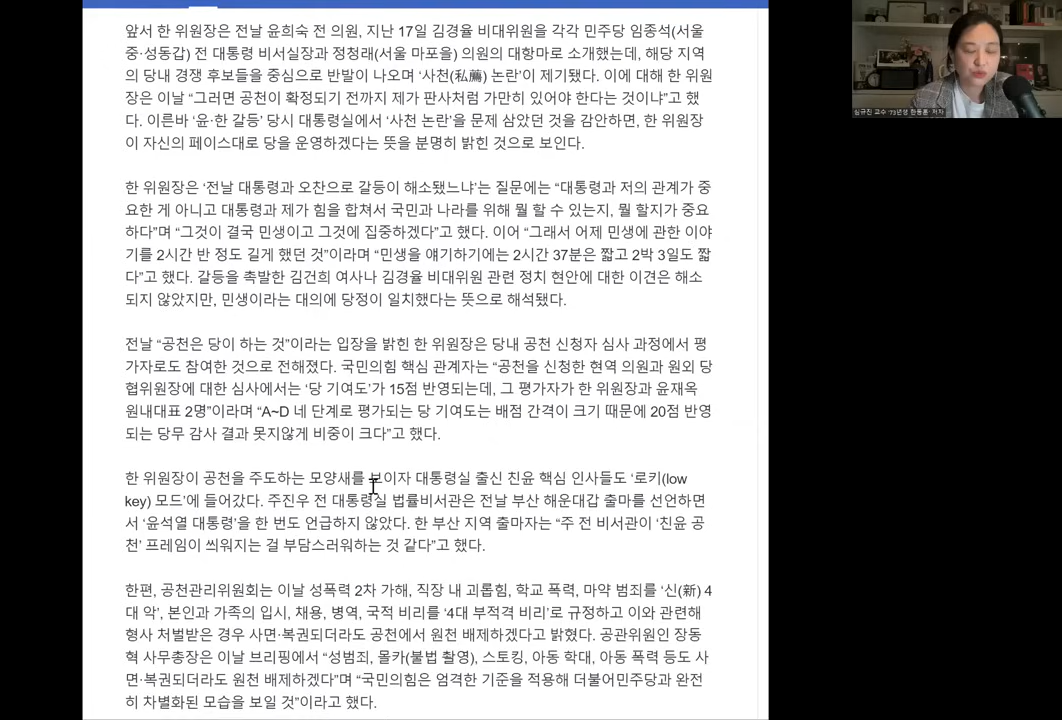 앞서 한 위원장은 전날 윤희숙 전 의원, 지난 17일 김경율 비대위원을 각각 민주당 임종석(서울
중·성동갑) 전 대통령 비서실장과 정청래(서울 마포을) 의원의 대항마로 소개했는데, 해당 지역
의 당내 경쟁 후보들을 중심으로 반발이 나오며 ‘사천(私薦) 논란’이 제기됐다. 이에 대해 한 위원
장은 이날 “그러면 공천이 확정되기 전까지 제가 판사처럼 가만히 있어야 한다는 것이냐”고 했
다. 이른바 ‘윤·한 갈등’ 당시 대통령실에서 ‘사천 논란’을 문제 삼았던 것을 감안하면, 한 위원장
이 자신의 페이스대로 당을 운영하겠다는 뜻을 분명히 밝힌 것으로 보인다.
한 위원장은 ‘전날 대통령과 오찬으로 갈등이 해소됐느냐’는 질문에는 “대통령과 저의 관계가 중
요한 게 아니고 대통령과 제가 힘을 합쳐서 국민과 나라를 위해 뭘 할 수 있는지, 뭘 할지가 중요
하다”며 “그것이 결국 민생이고 그것에 집중하겠다”고 했다. 이어 “그래서 어제 민생에 관한 이야
기를 2시간 반 정도 길게 했던 것”이라며 “민생을 얘기하기에는 2시간 37분은 짧고 2박 3일도 짧
다”고 했다. 갈등을 촉발한 김건희 여사나 김경율 비대위원 관련 정치 현안에 대한 이견은 해소
되지 않았지만, 민생이라는 대의에 당정이 일치했다는 뜻으로 해석됐다.
전날 “공천은 당이 하는 것”이라는 입장을 밝힌 한 위원장은 당내 공천 신청자 심사 과정에서 평
가자로도 참여한 것으로 전해졌다. 국민의힘 핵심 관계자는 “공천을 신청한 현역 의원과 원외 당
협위원장에 대한 심사에서는 ‘당 기여도’가 15점 반영되는데, 그 평가자가 한 위원장과 윤재옥
원내대표 2명”이라며 “A~D 네 단계로 평가되는 당 기여도는 배점 간격이 크기 때문에 20점 반영
되는 당무 감사 결과 못지않게 비중이 크다”고 했다.
한 위원장이 공천을 주도하는 모양새를 보이자 대통령실 출신 친윤 핵심 인사들도 ‘로키(low
key) 모드’에 들어갔다. 주진우 전 대통령실 법률비서관은 전날 부산 해운대갑 출마를 선언하면
서 ‘윤석열 대통령’을 한 번도 언급하지 않았다. 한 부산 지역 출마자는 “주 전 비서관이 ‘친윤 공
천’ 프레임이 씌워지는 걸 부담스러워하는 것 같다”고 했다.
한편, 공천관리위원회는 이날 성폭력 2차 가해, 직장 내 괴롭힘, 학교 폭력, 마약 범죄를 ‘신(新) 4
대 악’, 본인과 가족의 입시, 채용, 병역, 국적 비리를 ‘4대 부적격 비리’로 규정하고 이와 관련해
형사 처벌받은 경우 사면·복권되더라도 공천에서 원천 배제하겠다고 밝혔다. 공관위원인 장동
혁 사무총장은 이날 브리핑에서 “성범죄, 몰카(불법 촬영), 스토킹, 아동 학대, 아동 폭력 등도 사
면·복권되더라도 원천 배제하겠다”며 “국민의힘은 엄격한 기준을 적용해 더불어민주당과 완전
히 차별화된 모습을 보일 것”이라고 했다.
심규진 교수 '73년생 한동훈' 저자